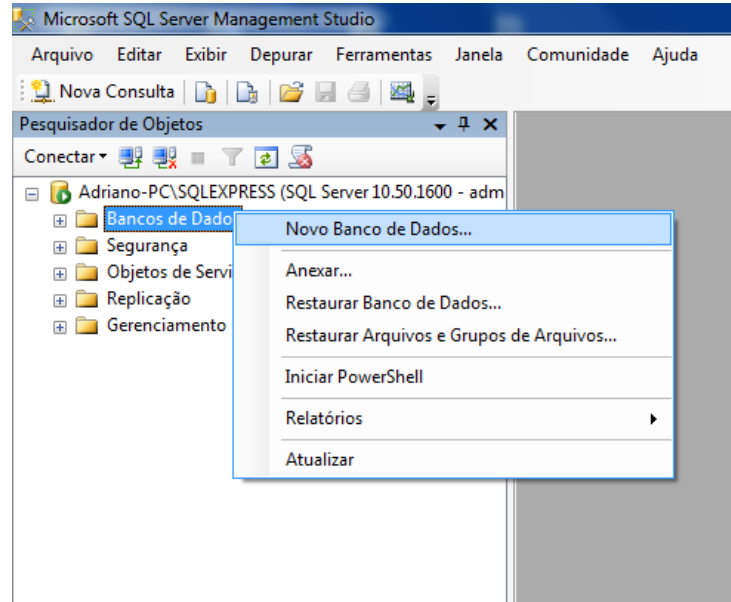 Microsoft SQL Server Management Studio
Arquivo Editar Exibir Depurar Ferramentas Janela Comunidade Ajuda
Nova Consulta
Pesquisador de Objetos
Conectar
Adriano-PC\SQLEXPRESS (SQL Server 10.50.1600 - adm
Bancos de Dado
Segurança
Objetos de Servi
Replicação
Gerenciamento
Novo Banco de Dados...
Anexar...
Restaurar Banco de Dados...
Restaurar Arquivos e Grupos de Arquivos...
Iniciar PowerShell
Relatórios
Atualizar